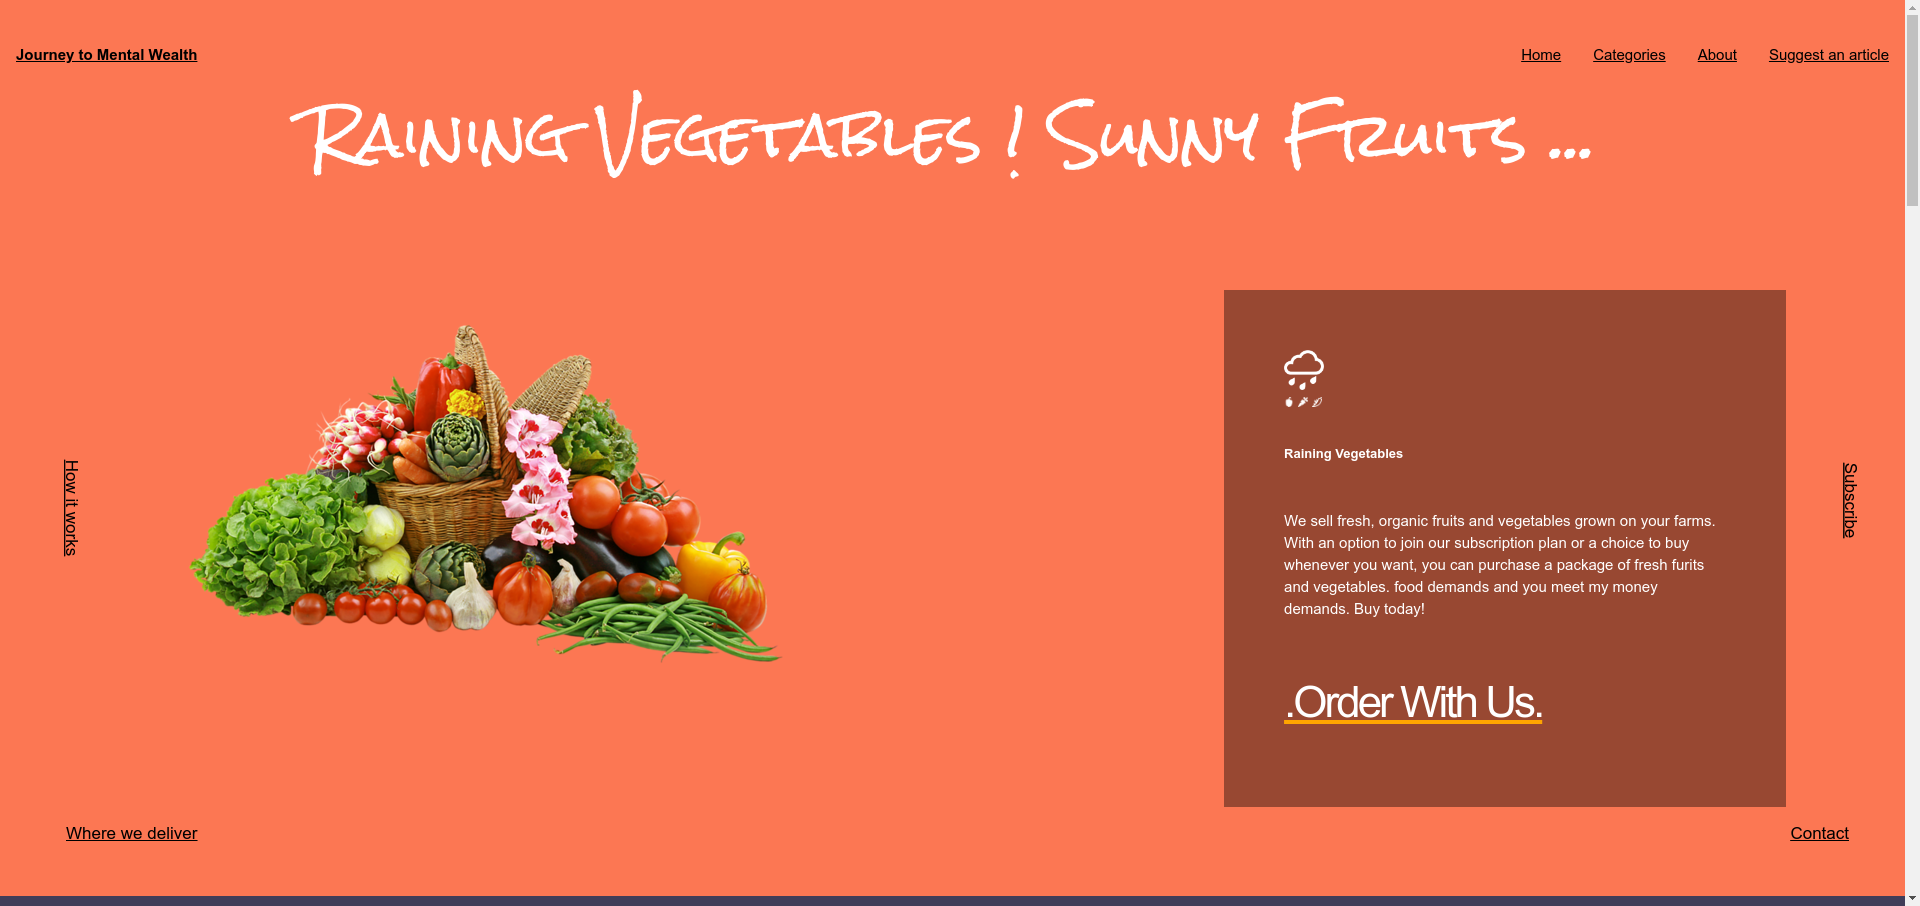 Journey to Mental Wealth
Home Categories About Suggest an article
Raining Vegetables ! Sunny Fruits ...
How it works
Raining Vegetables
We sell fresh, organic fruits and vegetables grown on your farms.
With an option to join our subscription plan or a choice to buy
whenever you want, you can purchase a package of fresh furits
and vegetables. food demands and you meet my money
demands. Buy today!
.Order With Us.
Subscribe
Where we deliver
Contact